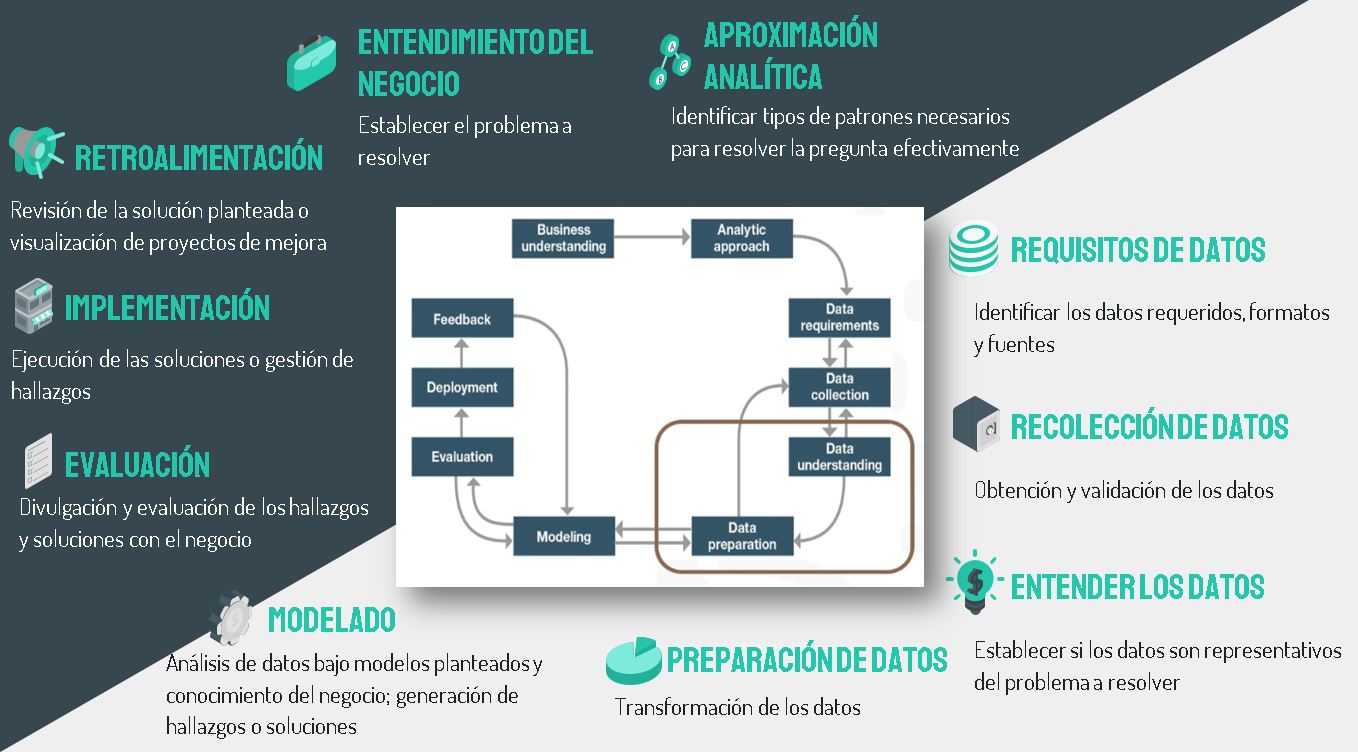 ENTENDIMIENTO DEL
NEGOCIO
Establecer el problema a
resolver
APROXIMACIÓN
ANALÍTICA
Identificar tipos de patrones necesarios
para resolver la pregunta efectivamente
A
B
C
RETROALIMENTACIÓN
Revisión de la solución planteada o
visualización de proyectos de mejora
IMPLEMENTACIÓN
Ejecución de las soluciones o gestión de
hallazgos
EVALUACIÓN
Divulgación y evaluación de los hallazgos
y soluciones con el negocio
Business
understanding
Analytic
approach
Feedback
Data
requirements
Deployment
Data
collection
Evaluation
Data
understanding
Modeling
Data
preparation
REQUISITOS DE DATOS
Identificar los datos requeridos, formatos
y fuentes
RECOLECCIÓN DE DATOS
Obtención y validación de los datos
ENTENDER LOS DATOS
$
Establecer si los datos son representativos
del problema a resolver
MODELADO
Análisis de datos bajo modelos planteados y
conocimiento del negocio; generación de
hallazgos o soluciones
PREPARACIÓN DE DATOS
Transformación de los datos